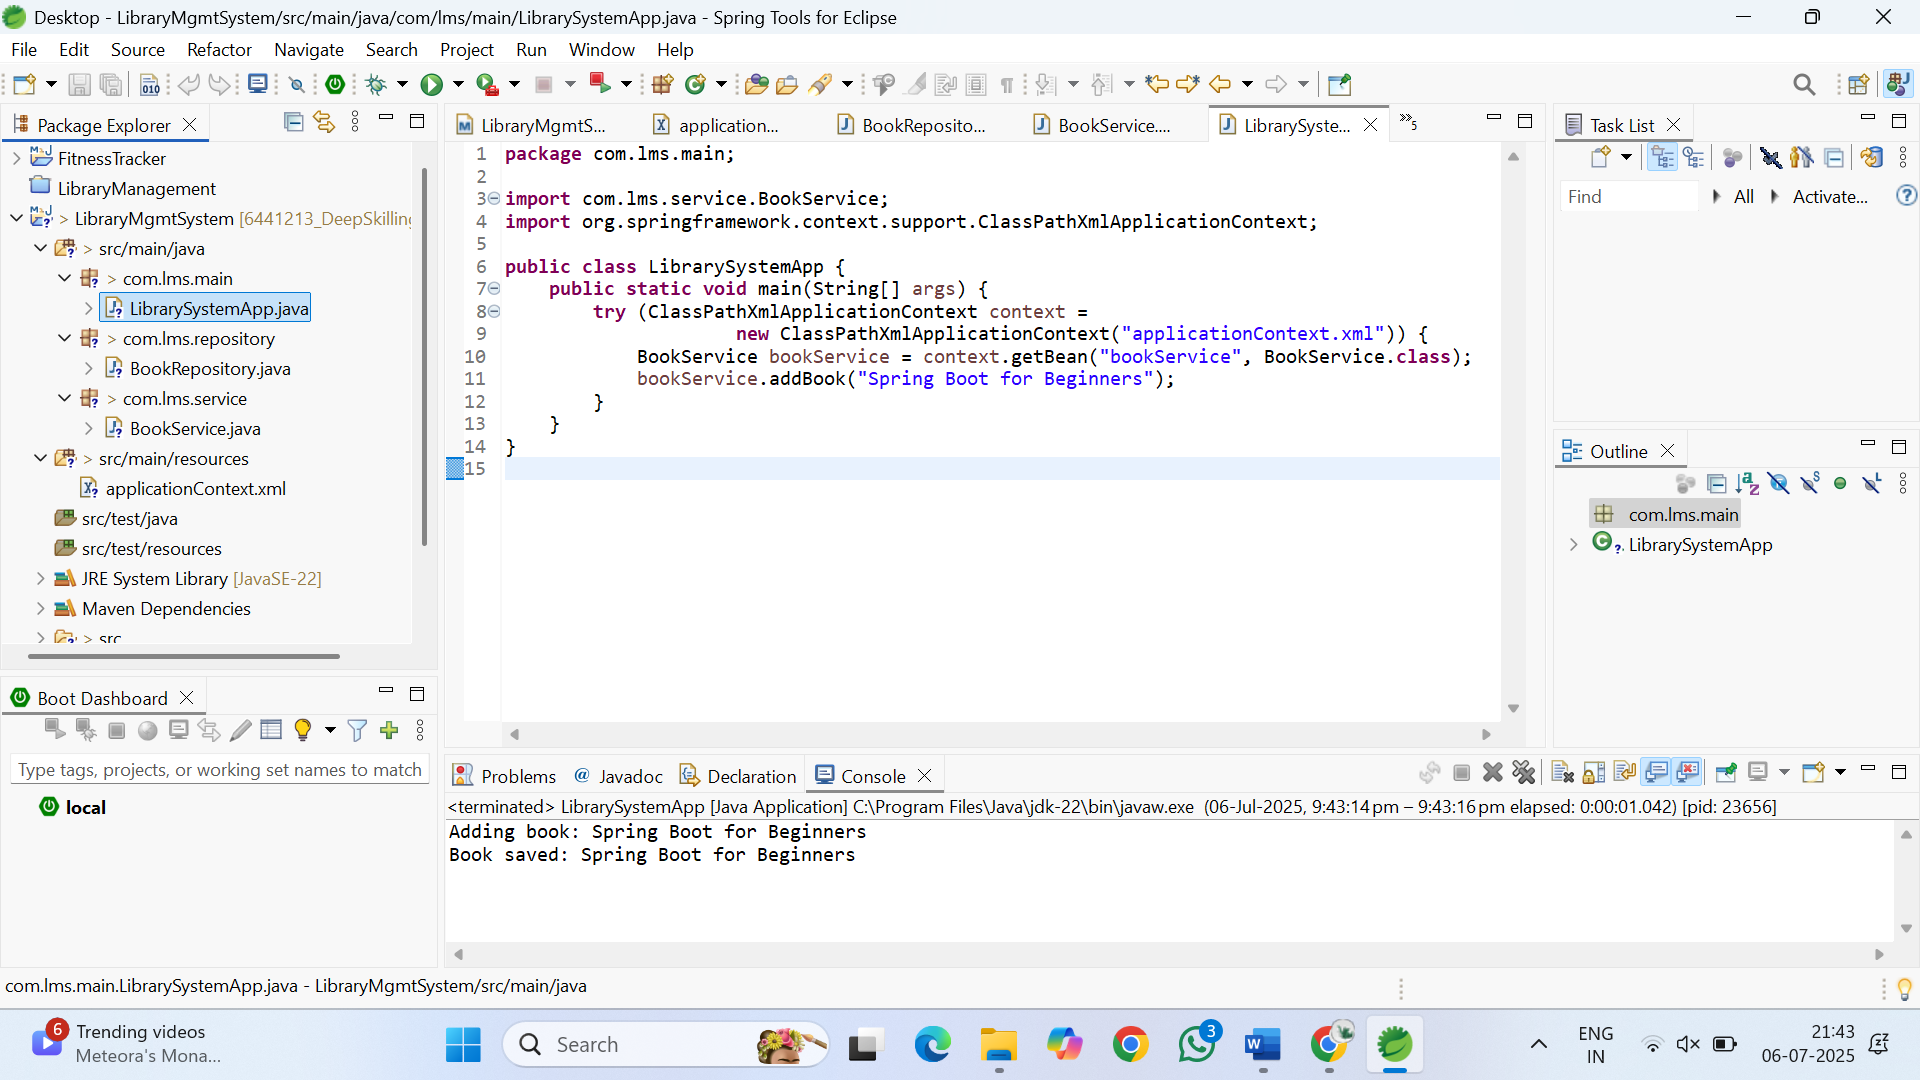 Desktop - LibraryMgmtSystem/src/main/java/com/lms/main/LibrarySystemApp.java - Spring Tools for Eclipse
File Edit Source Refactor Navigate Search Project Run Window Help
Package Explorer
FitnessTracker
LibraryManagement
> LibraryMgmtSystem [6441213_DeepSkilling
> src/main/java
> com.lms.main
LibrarySystemApp.java
> com.lms.repository
BookRepository.java
> com.lms.service
BookService.java
> src/main/resources
applicationContext.xml
src/test/java
src/test/resources
JRE System Library [JavaSE-22]
Maven Dependencies
> src
Boot Dashboard
Type tags, projects, or working set names to match
local
LibraryMgmtS... application... BookReposito... BookService.... LibrarySyste... »5
1 package com.lms.main;
2
3 import com.lms.service.BookService;
4 import org.springframework.context.support.ClassPathXmlApplicationContext;
5
6 public class LibrarySystemApp {
7 public static void main(String[] args) {
8 try (ClassPathXmlApplicationContext context =
9 new ClassPathXmlApplicationContext("applicationContext.xml")) {
10 BookService bookService = context.getBean("bookService", BookService.class);
11 bookService.addBook("Spring Boot for Beginners");
12 }
13 }
14 }
15
Task List
Find All Activate...
Outline
com.lms.main
LibrarySystemApp
Problems Javadoc Declaration Console
<terminated> LibrarySystemApp [Java Application] C:\Program Files\Java\jdk-22\bin\javaw.exe (06-Jul-2025, 9:43:14 pm – 9:43:16 pm elapsed: 0:00:01.042) [pid: 23656]
Adding book: Spring Boot for Beginners
Book saved: Spring Boot for Beginners
com.lms.main.LibrarySystemApp.java - LibraryMgmtSystem/src/main/java
6
Trending videos
Meteora's Mona...
Search
3
ENG
IN
21:43
06-07-2025